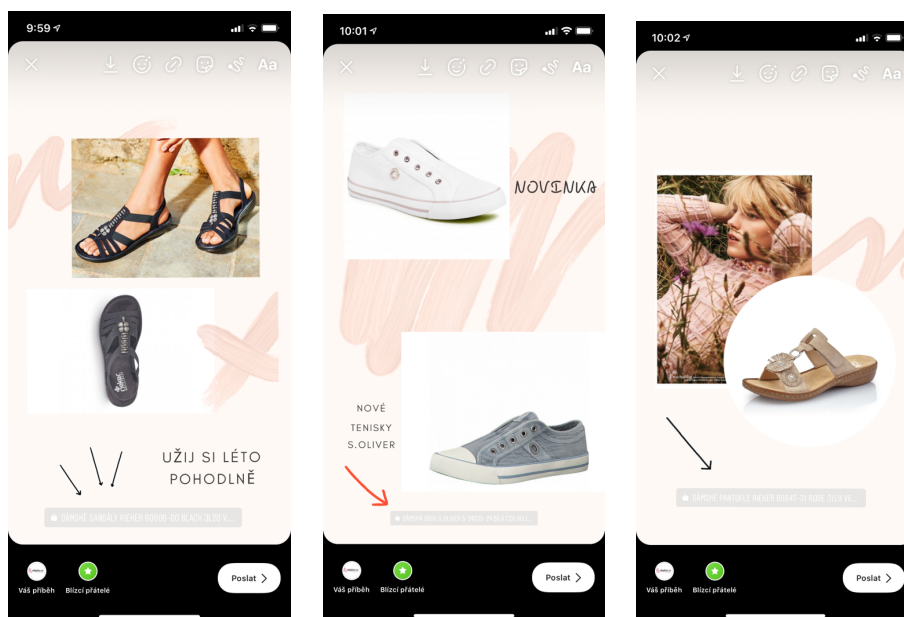 9:59
Aa
UŽIJ SI LÉTO
POHODLNĚ
DÁMSKÉ SANDÁLY RIEKER
Váš příběh
Blízcí přátelé
Poslat >
10:01
Aa
NOVINKA
NOVÉ
TENISKY
S.OLIVER
Váš příběh
Blízcí přátelé
Poslat >
10:02
Aa
DÁMSKÉ PANTOFLE RIEKER
Váš příběh
Blízcí přátelé
Poslat >